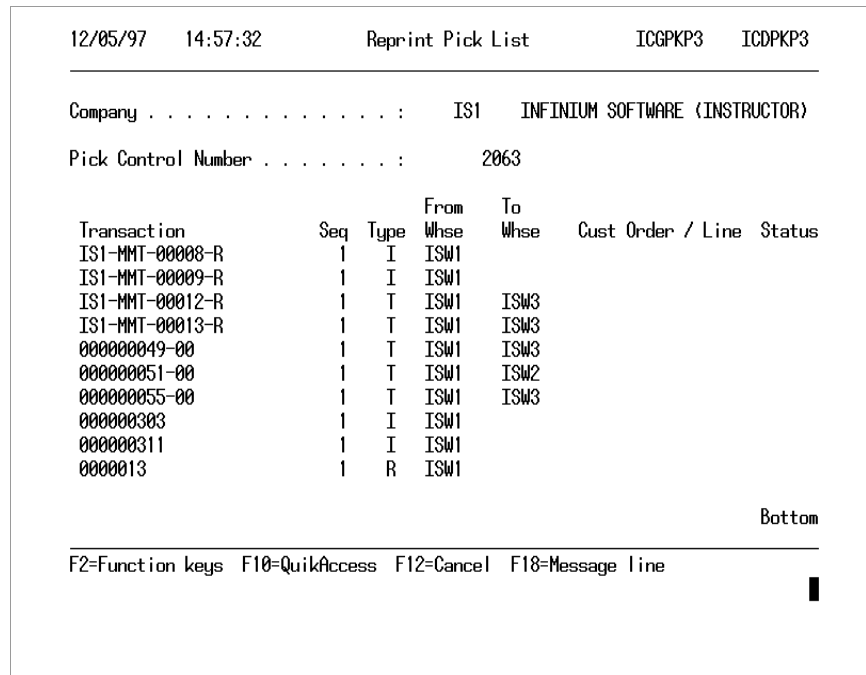 12/05/97 14:57:32 Reprint Pick List ICGPKP3 ICDPKP3
Company . . . . . . . . . . . . . . : IS1 INFINIUM SOFTWARE (INSTRUCTOR)
Pick Control Number . . . . . . . : 2063
From To
Transaction Seq Type Whse Whse Cust Order / Line Status
IS1-MMT-00008-R 1 I ISW1
IS1-MMT-00009-R 1 I ISW1
IS1-MMT-00012-R 1 T ISW1 ISW3
IS1-MMT-00013-R 1 T ISW1 ISW3
000000049-00 1 T ISW1 ISW3
000000051-00 1 T ISW1 ISW2
000000055-00 1 T ISW1 ISW3
000000303 1 I ISW1
000000311 1 I ISW1
0000013 1 R ISW1
Bottom
F2=Function keys F10=QuikAccess F12=Cancel F18=Message line